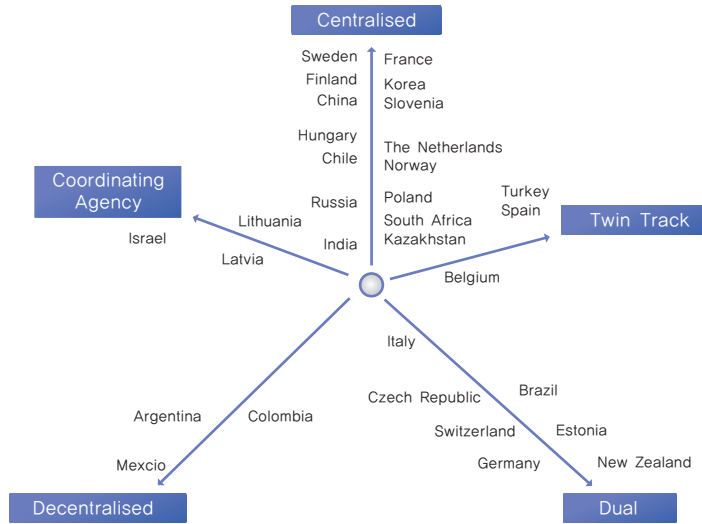 Centralised
Sweden
France
Finland
Korea
China
Slovenia
Hungary
The Netherlands
Chile
Norway
Coordinating
Agency
Russia
Poland
Turkey
Spain
Twin Track
Lithuania
South Africa
Israel
India
Kazakhstan
Latvia
Belgium
Italy
Czech Republic
Brazil
Argentina
Colombia
Switzerland
Estonia
Mexcio
Germany
New Zealand
Decentralised
Dual